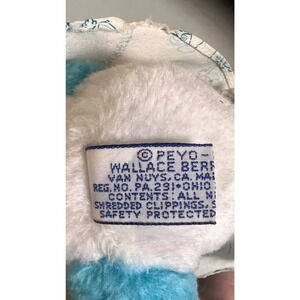 © PEYO-
WALLACE BERR
VAN NUYS, CA. MA
REG. NO. PA. 291•OHIO
CONTENTS: ALL N
SHREDDED CLIPPINGS, S
SAFETY PROTECTED